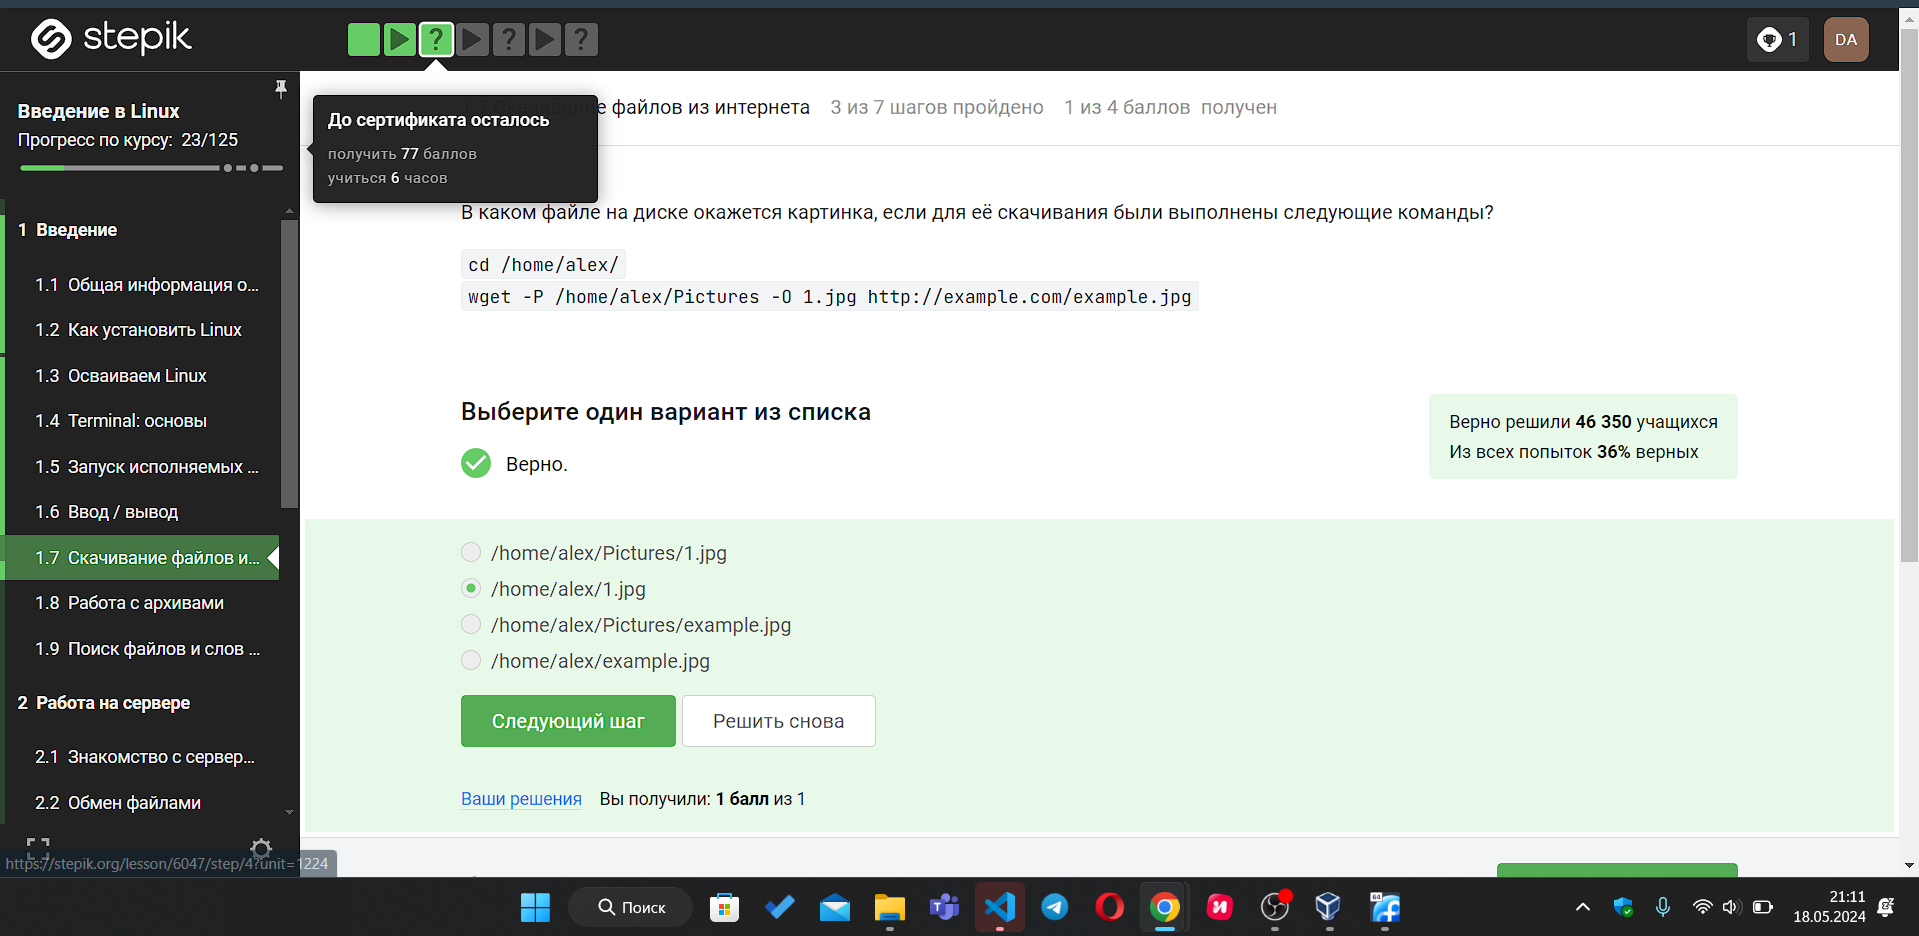 stepik
?
?
?
1
DA
Введение в Linux
Прогресс по курсу: 23/125
До сертификата осталось
получить 77 баллов
учиться 6 часов
файлов из интернета 3 из 7 шагов пройдено 1 из 4 баллов получен
1 Введение
1.1 Общая информация о...
1.2 Как установить Linux
1.3 Осваиваем Linux
1.4 Terminal: основы
1.5 Запуск исполняемых ...
1.6 Ввод / вывод
1.7 Скачивание файлов и...
1.8 Работа с архивами
1.9 Поиск файлов и слов ...
2 Работа на сервере
2.1 Знакомство с сервер...
2.2 Обмен файлами
https://stepik.org/lesson/6047/step/4?unit=1224
В каком файле на диске окажется картинка, если для её скачивания были выполнены следующие команды?
cd /home/alex/
wget -P /home/alex/Pictures -O 1.jpg http://example.com/example.jpg
Выберите один вариант из списка
Верно.
Верно решили 46 350 учащихся
Из всех попыток 36% верных
/home/alex/Pictures/1.jpg
/home/alex/1.jpg
/home/alex/Pictures/example.jpg
/home/alex/example.jpg
Следующий шаг
Решить снова
Ваши решения Вы получили: 1 балл из 1
Поиск
21:11
18.05.2024